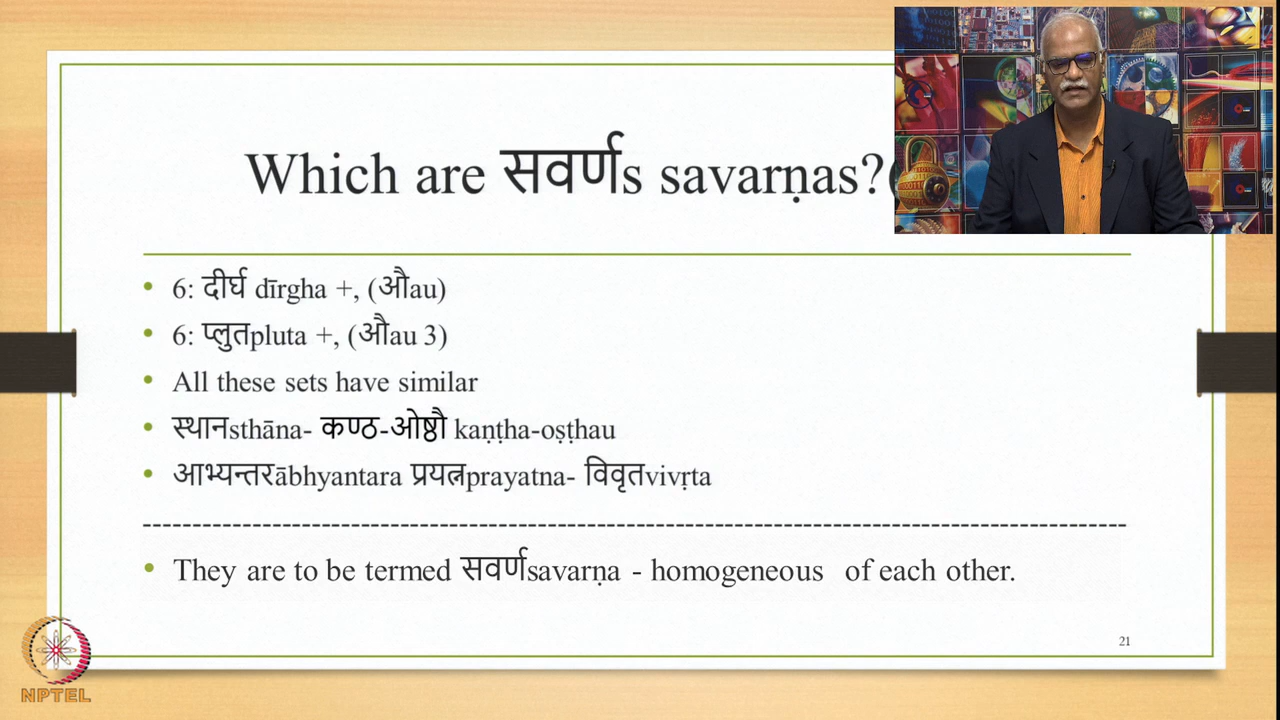 Which are सवर्णs savarṇas?(
• 6: दीर्घ dīrgha +, (औau)
• 6: प्लुतpluta +, (औau 3)
• All these sets have similar
• स्थानsthāna- कण्ठ-ओष्ठौ kaṇṭha-oṣṭhau
• आभ्यन्तरābhyantara प्रयत्नprayatna- विवृतvivṛta
• They are to be termed सवर्णsavarṇa - homogeneous of each other.
21
NPTEL